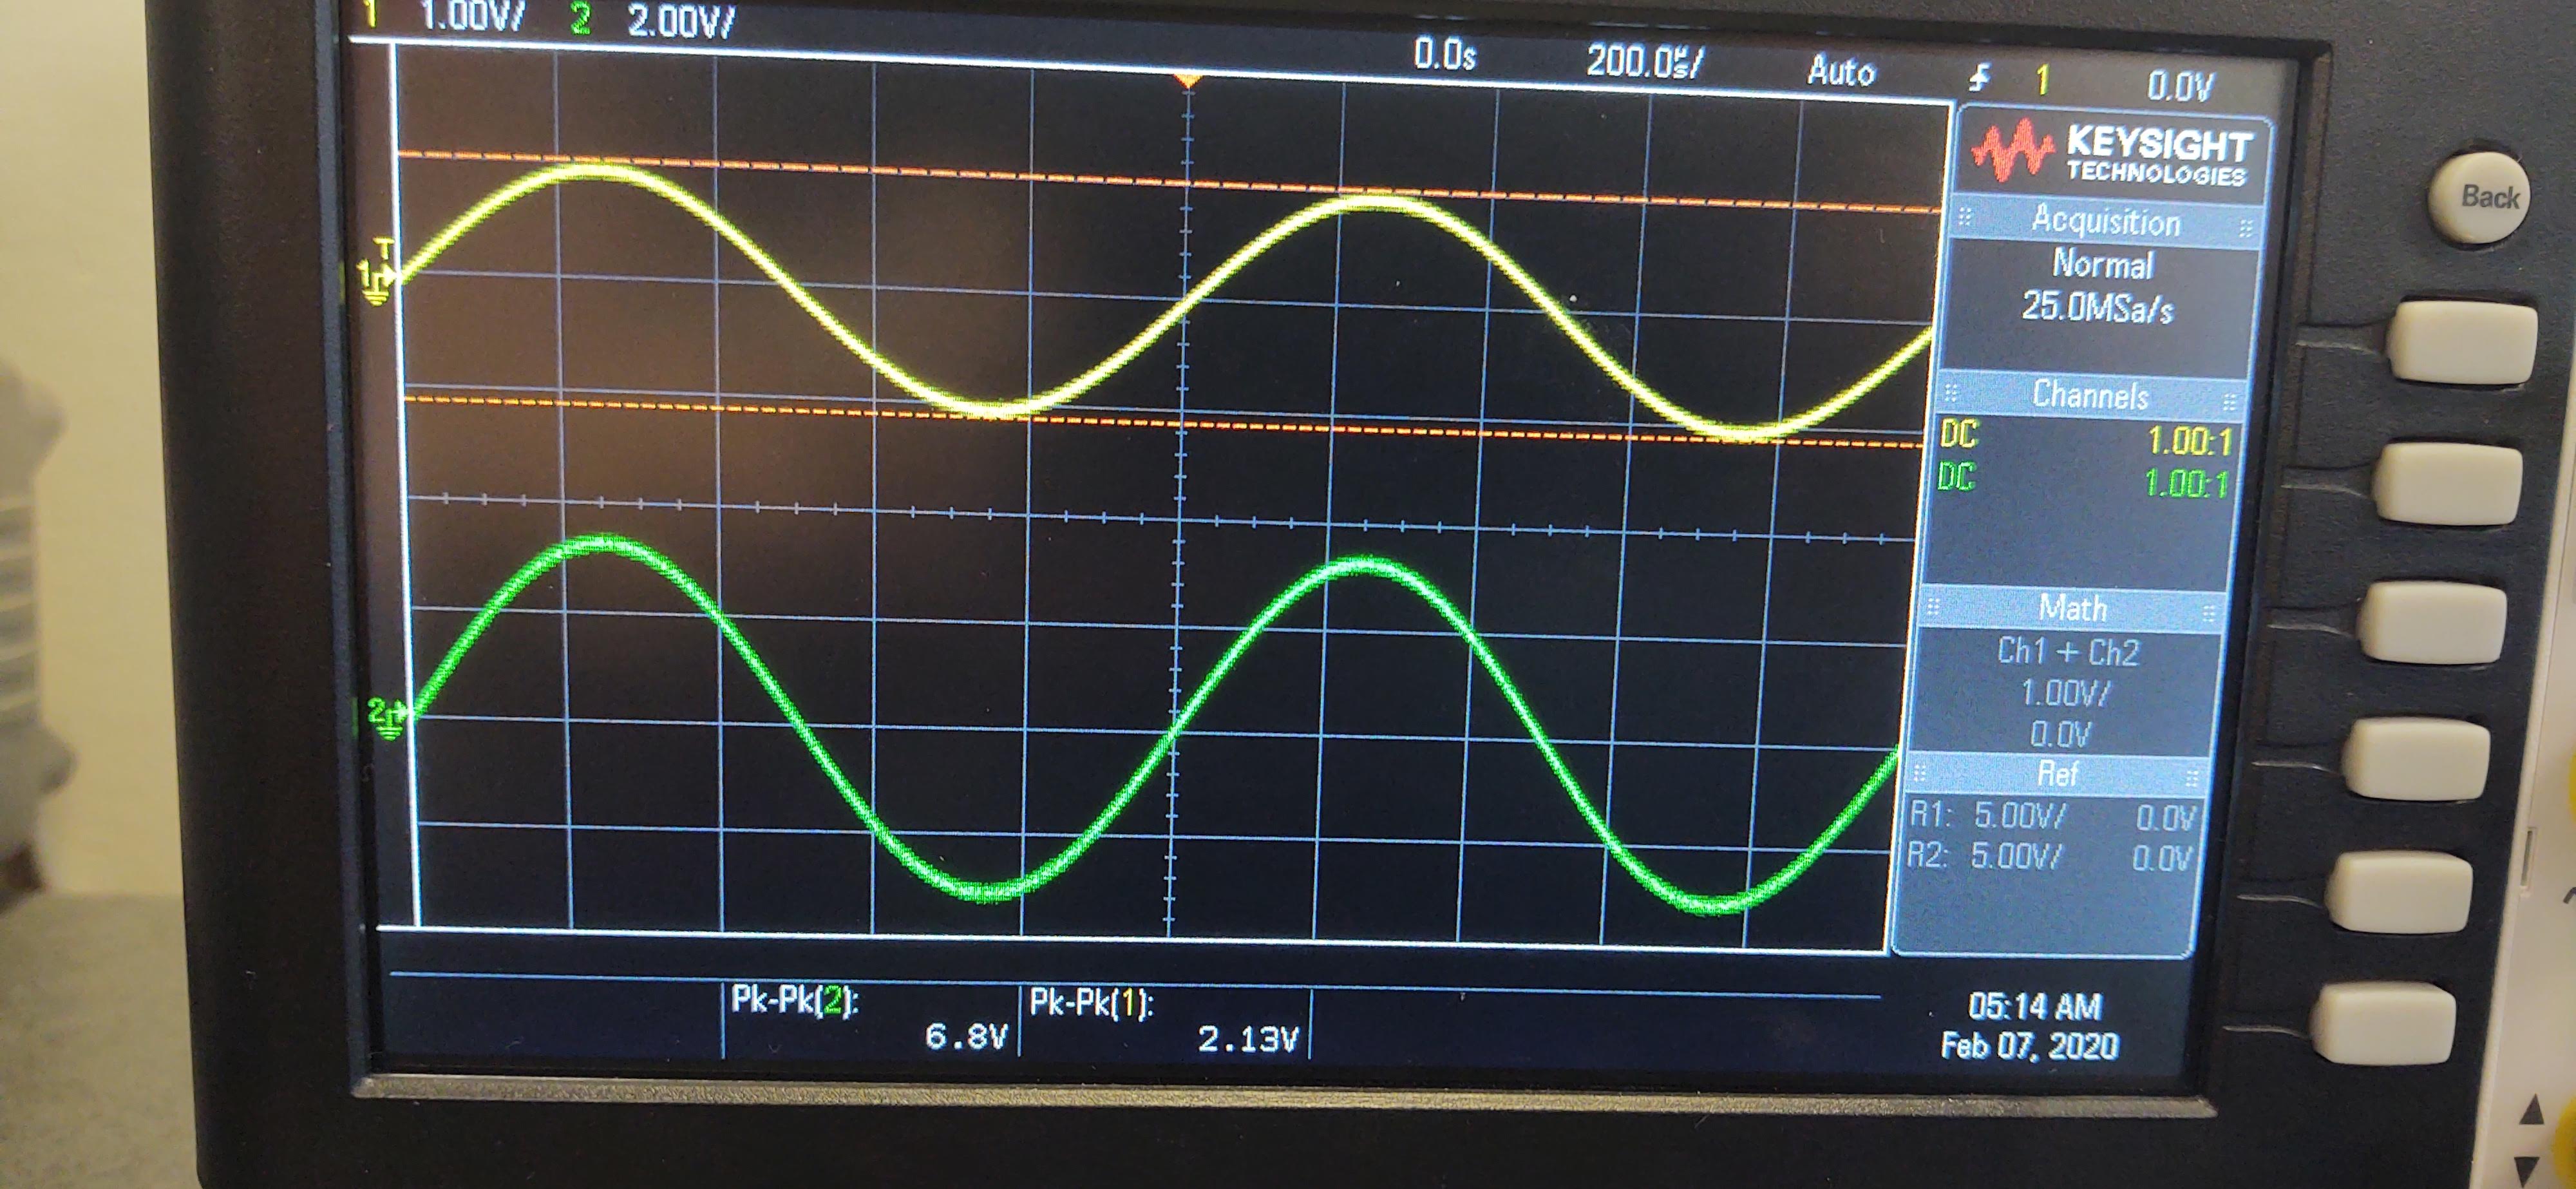 1 1.00V/ 2 2.00V/ 0.0s 200.0µs/ Auto 1 0.0V
KEYSIGHT
TECHNOLOGIES
Acquisition
Normal
25.0MSa/s
Channels
DC 1.00:1
DC 1.00:1
Math
Ch1 + Ch2
1.00V/
0.0V
Ref
R1: 5.00V/ 0.0V
R2: 5.00V/ 0.0V
T
1
2
Pk-Pk(2):
6.8V
Pk-Pk(1):
2.13V
05:14 AM
Feb 07, 2020
Back